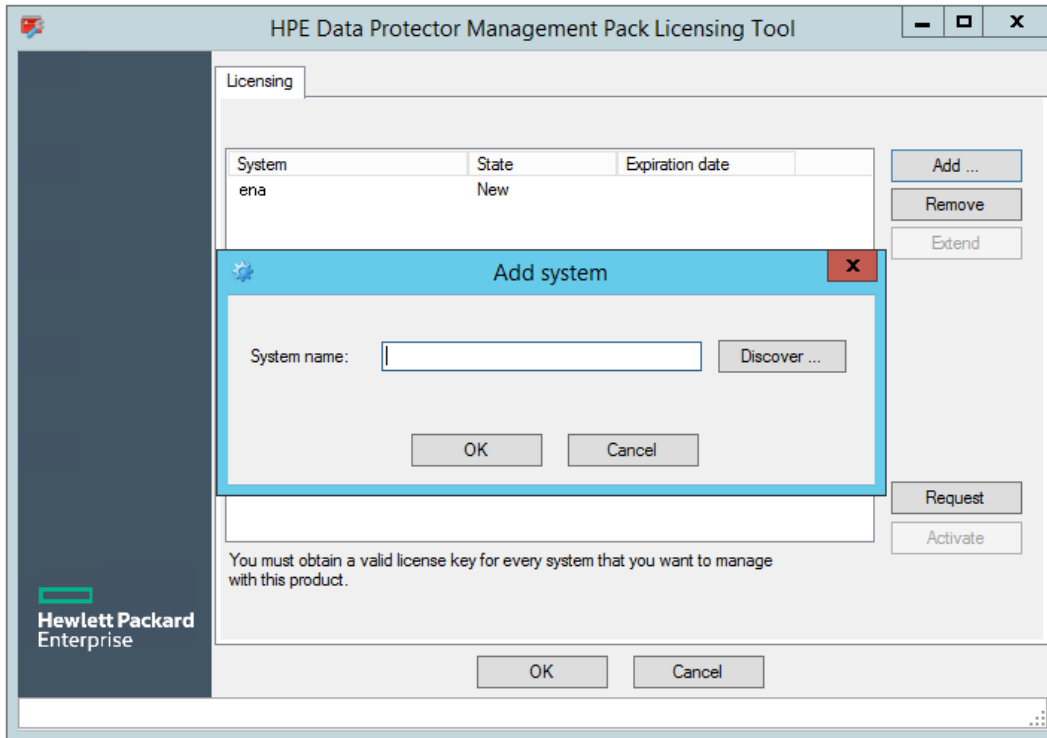 HPE Data Protector Management Pack Licensing Tool
Licensing
System State Expiration date
ena New
Add ...
Remove
Extend
Add system
System name:
Discover ...
OK Cancel
Request
Activate
You must obtain a valid license key for every system that you want to manage
with this product.
Hewlett Packard
Enterprise
OK Cancel